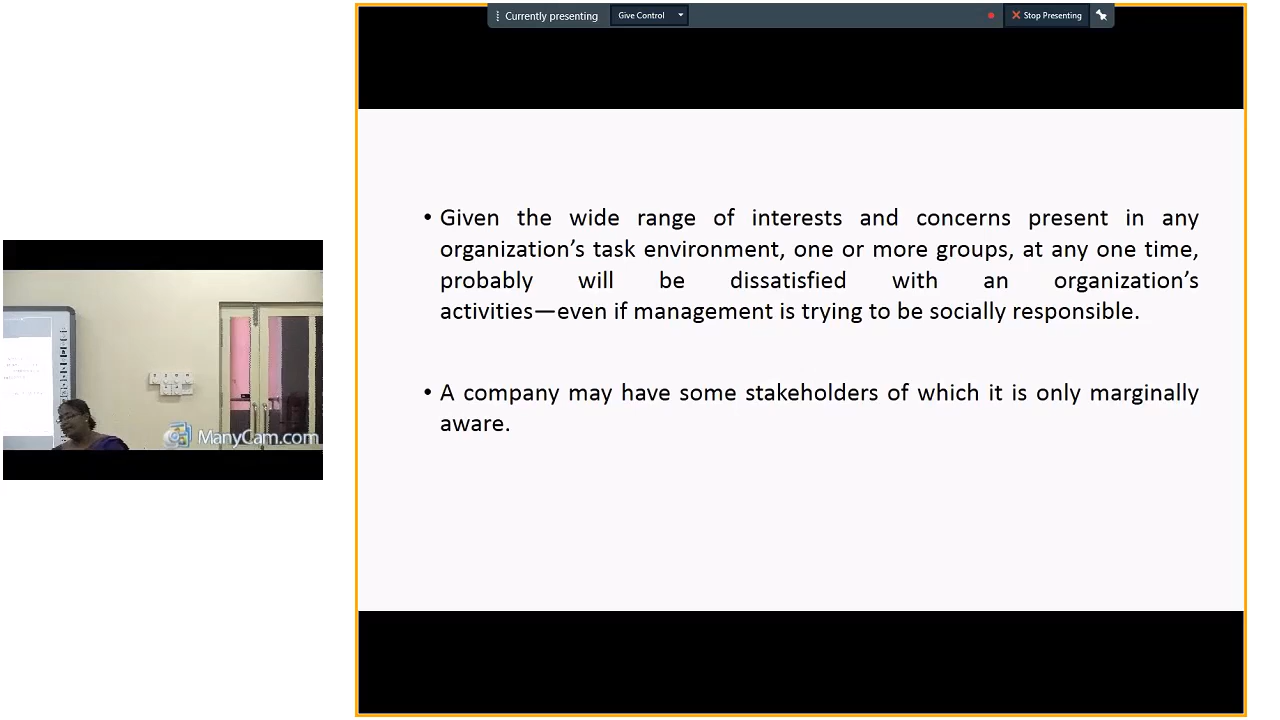 Currently presenting
Give Control
Stop Presenting
• Given the wide range of interests and concerns present in any
organization’s task environment, one or more groups, at any one time,
probably will be dissatisfied with an organization’s
activities—even if management is trying to be socially responsible.
• A company may have some stakeholders of which it is only marginally
aware.
ManyCam.com